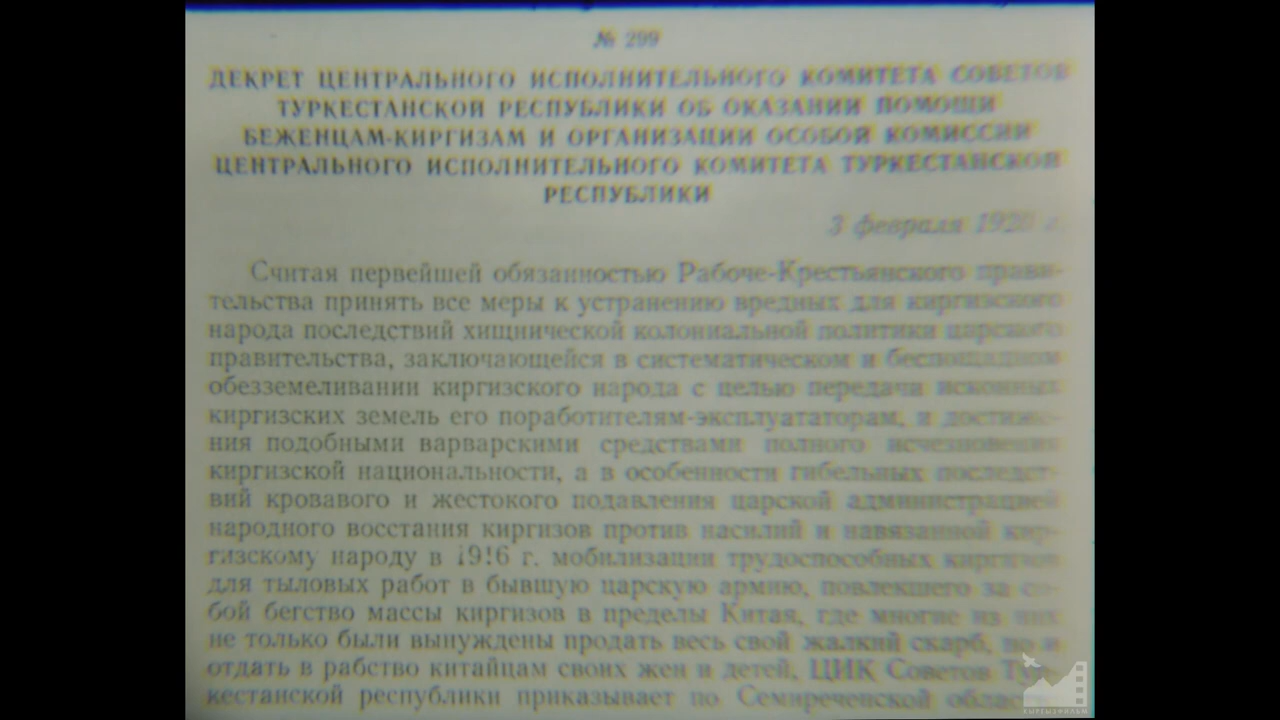 № 299
ДЕКРЕТ ЦЕНТРАЛЬНОГО ИСПОЛНИТЕЛЬНОГО КОМИТЕТА СОВЕТОВ
ТУРКЕСТАНСКОЙ РЕСПУБЛИКИ ОБ ОКАЗАНИИ ПОМОЩИ
БЕЖЕНЦАМ-КИРГИЗАМ И ОРГАНИЗАЦИИ ОСОБОЙ КОМИССИИ
ЦЕНТРАЛЬНОГО ИСПОЛНИТЕЛЬНОГО КОМИТЕТА ТУРКЕСТАНСКОЙ
РЕСПУБЛИКИ
3 февраля 1920 г.
Считая первейшей обязанностью Рабоче-Крестьянского прави-
тельства принять все меры к устранению вредных для киргизского
народа последствий хищнической колониальной политики царского
правительства, заключающейся в систематическом и беспощадном
обезземеливании киргизского народа с целью передачи исконных
киргизских земель его поработителям-эксплуататорам, и достиже-
ния подобными варварскими средствами полного исчезновения
киргизской национальности, а в особенности гибельных последст-
вий кровавого и жестокого подавления царской администрацией
народного восстания киргизов против насилий и навязанной кир-
гизскому народу в 1916 г. мобилизации трудоспособных киргизов
для тыловых работ в бывшую царскую армию, повлекшего за со-
бой бегство массы киргизов в пределы Китая, где многие из них
не только были вынуждены продать весь свой жалкий скарб, но и
отдать в рабство китайцам своих жен и детей, ЦИК Советов Тур-
кестанской республики приказывает по Семиреченской области
КЫРГЫЗФИЛЬМ